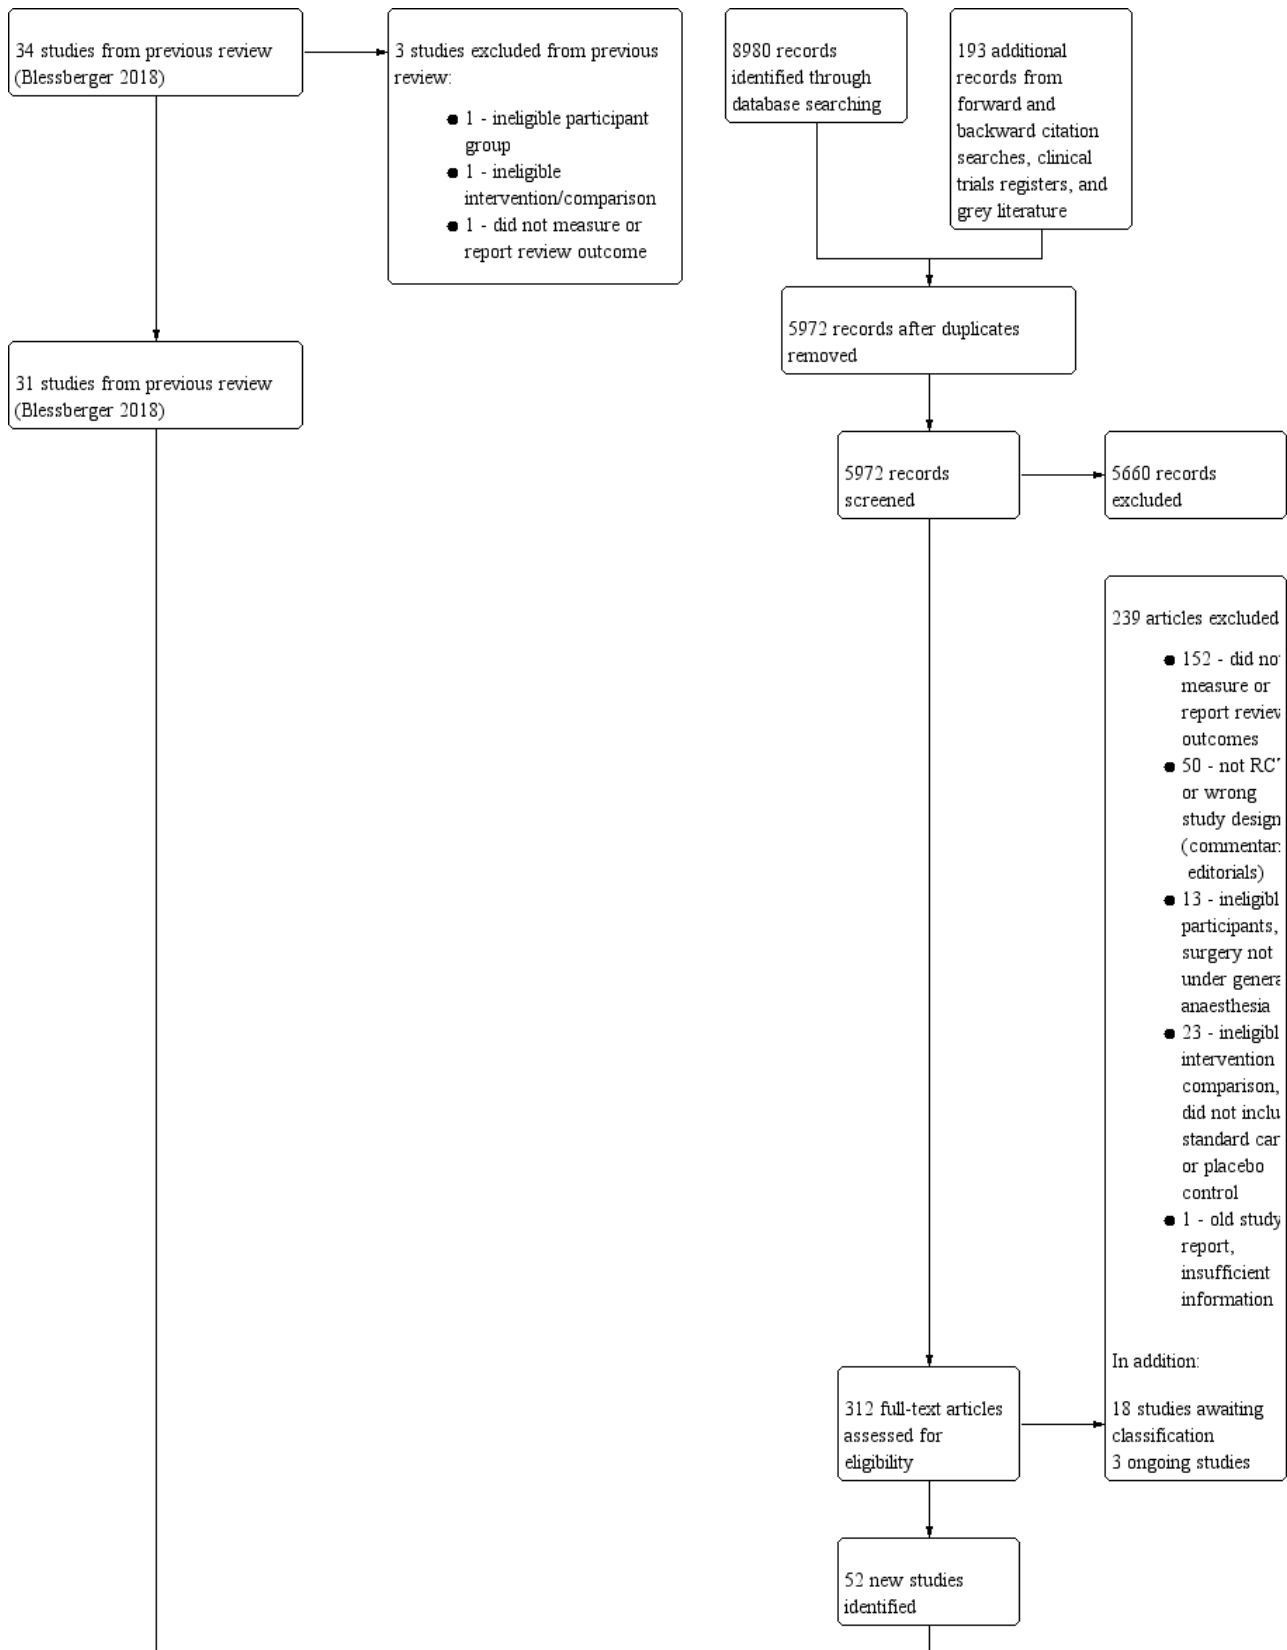 34 studies from previous review
(Blessberger 2018)
3 studies excluded from previous
review:
● 1 - ineligible participant
group
● 1 - ineligible
intervention/comparison
● 1 - did not measure or
report review outcome
31 studies from previous review
(Blessberger 2018)
8980 records
identified through
database searching
193 additional
records from
forward and
backward citation
searches, clinical
trials registers, and
grey literature
5972 records after duplicates
removed
5972 records
screened
5660 records
excluded
239 articles excluded
● 152 - did
measure or
report
outcomes
● 50 - not
or wrong
study design
editorials)
● 13 -
participants,
surgery not
under
anaesthesia
● 23 -
intervention
comparison,
did not
standard
or placebo
control
● 1 - old study
report,
insufficient
information
In addition:
18 studies awaiting
classification
3 ongoing studies
312 full-text articles
assessed for
eligibility
52 new studies
identified